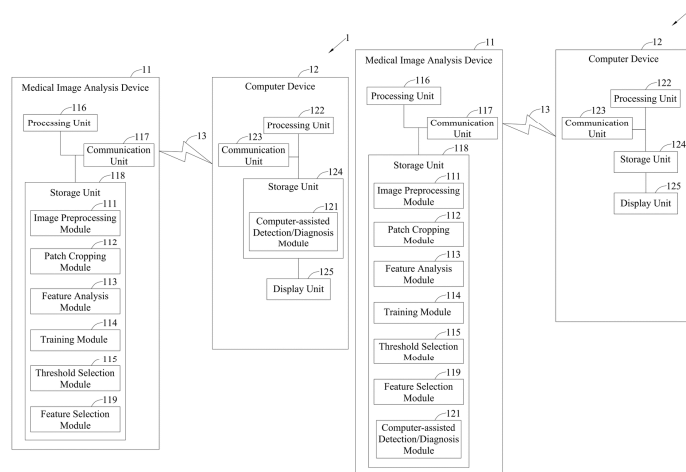 1
11
Medical Image Analysis Device
116
Processing Unit
117
Communication
Unit
118
Storage Unit
111
Image Preprocessing
Module
112
Patch Cropping
Module
113
Feature Analysis
Module
114
Training Module
115
Threshold Selection
Module
119
Feature Selection
Module
13
12
Computer Device
122
Processing Unit
123
Communication
Unit
124
Storage Unit
121
Computer-assisted
Detection/Diagnosis
Module
125
Display Unit
11
Medical Image Analysis Device
116
Processing Unit
117
Communication
Unit
118
Storage Unit
111
Image Preprocessing
Module
112
Patch Cropping
Module
113
Feature Analysis
Module
114
Training Module
115
Threshold Selection
Module
119
Feature Selection
Module
121
Computer-assisted
Detection/Diagnosis
Module
13
12
Computer Device
122
Processing Unit
123
Communication
Unit
124
Storage Unit
125
Display Unit